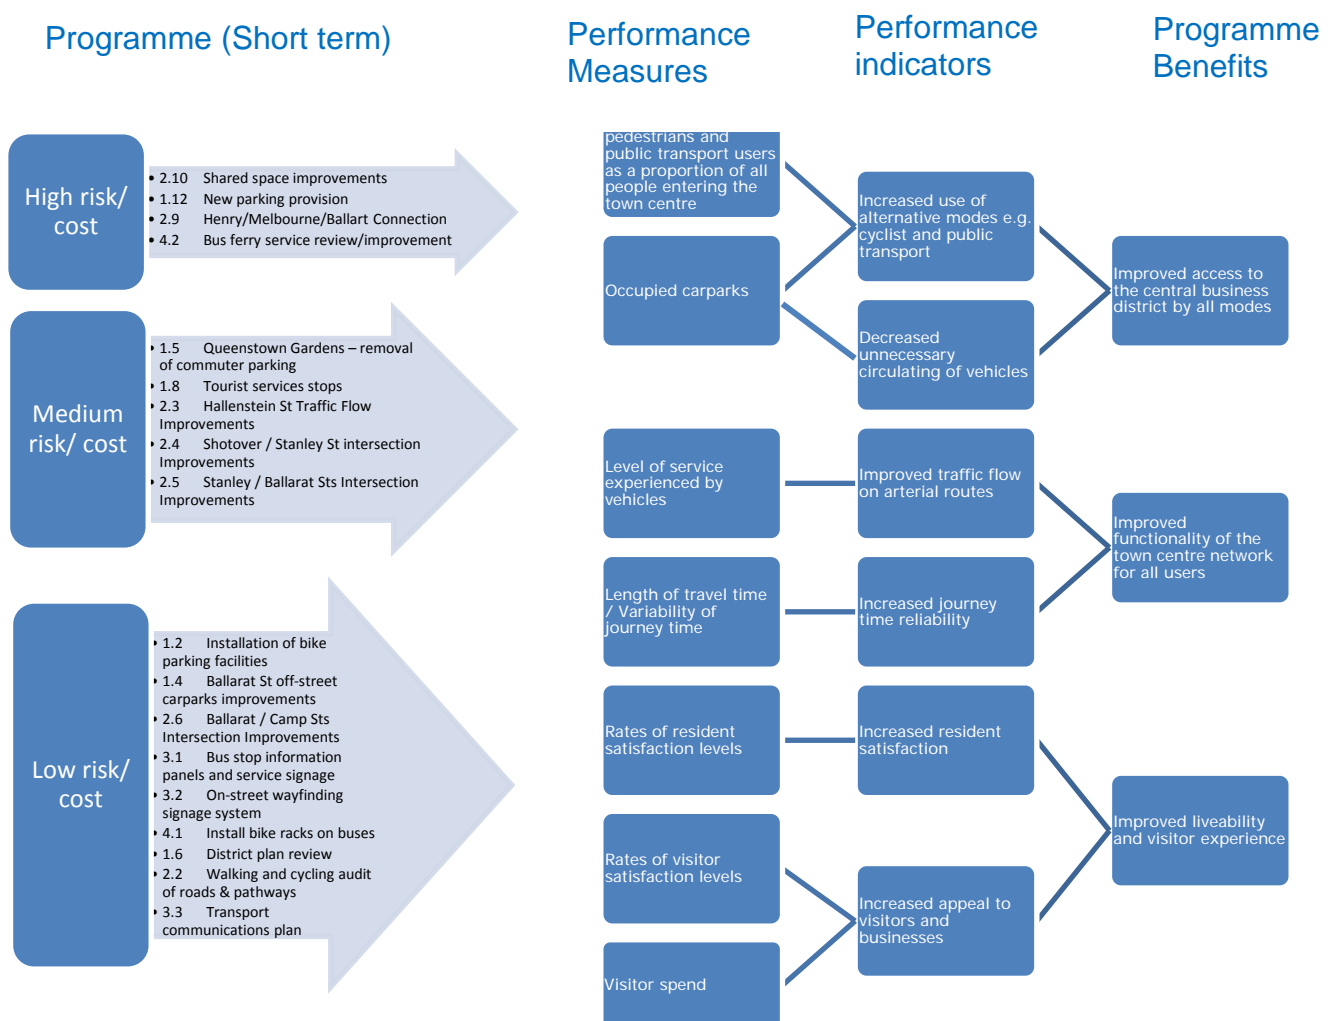 Programme (Short term)
Performance
Measures
Performance
indicators
Programme
Benefits
High risk/
cost
• 2.10 Shared space improvements
• 1.12 New parking provision
• 2.9 Henry/Melbourne/Ballart Connection
• 4.2 Bus ferry service review/improvement
Medium
risk/ cost
• 1.5 Queenstown Gardens – removal
of commuter parking
• 1.8 Tourist services stops
• 2.3 Hallenstein St Traffic Flow
Improvements
• 2.4 Shotover / Stanley St intersection
Improvements
• 2.5 Stanley / Ballarat Sts Intersection
Improvements
Low risk/
cost
• 1.2 Installation of bike
parking facilities
• 1.4 Ballarat St off-street
carparks improvements
• 2.6 Ballarat / Camp Sts
Intersection Improvements
• 3.1 Bus stop information
panels and service signage
• 3.2 On-street wayfinding
signage system
• 4.1 Install bike racks on buses
• 1.6 District plan review
• 2.2 Walking and cycling audit
of roads & pathways
• 3.3 Transport
communications plan
pedestrians and
public transport users
as a proportion of all
people entering the
town centre
Occupied carparks
Level of service
experienced by
vehicles
Length of travel time
/ Variability of
journey time
Rates of resident
satisfaction levels
Rates of visitor
satisfaction levels
Visitor spend
Increased use of
alternative modes e.g.
cyclist and public
transport
Decreased
unnecessary
circulating of vehicles
Improved traffic flow
on arterial routes
Increased journey
time reliability
Increased resident
satisfaction
Increased appeal to
visitors and
businesses
Improved access to
the central business
district by all modes
Improved
functionality of the
town centre network
for all users
Improved liveability
and visitor experience